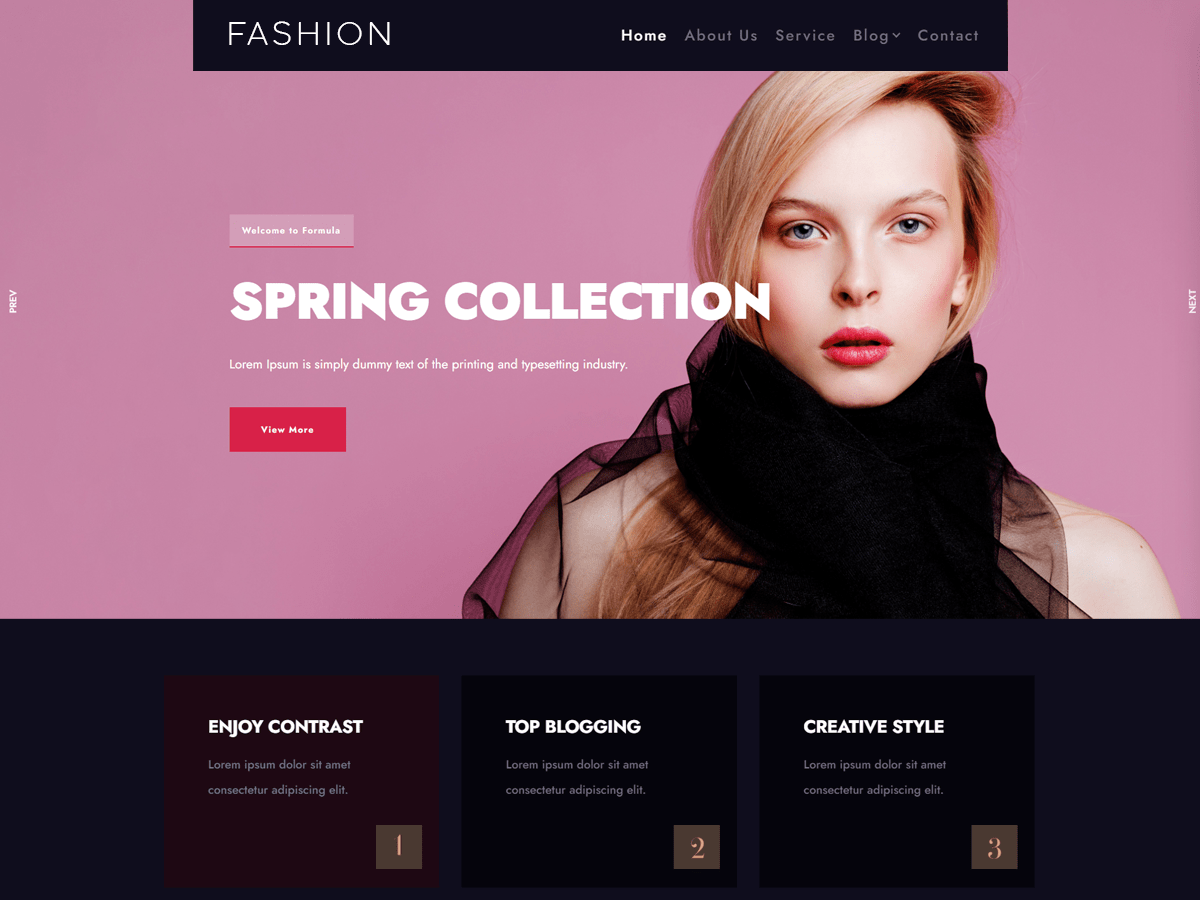 FASHION
Home About Us Service Blog Contact
Welcome to Formula
SPRING COLLECTION
PREV
NEXT
Lorem Ipsum is simply dummy text of the printing and typesetting industry.
View More
ENJOY CONTRAST
Lorem ipsum dolor sit amet
consectetur adipiscing elit.
1
TOP BLOGGING
Lorem ipsum dolor sit amet
consectetur adipiscing elit.
2
CREATIVE STYLE
Lorem ipsum dolor sit amet
consectetur adipiscing elit.
3